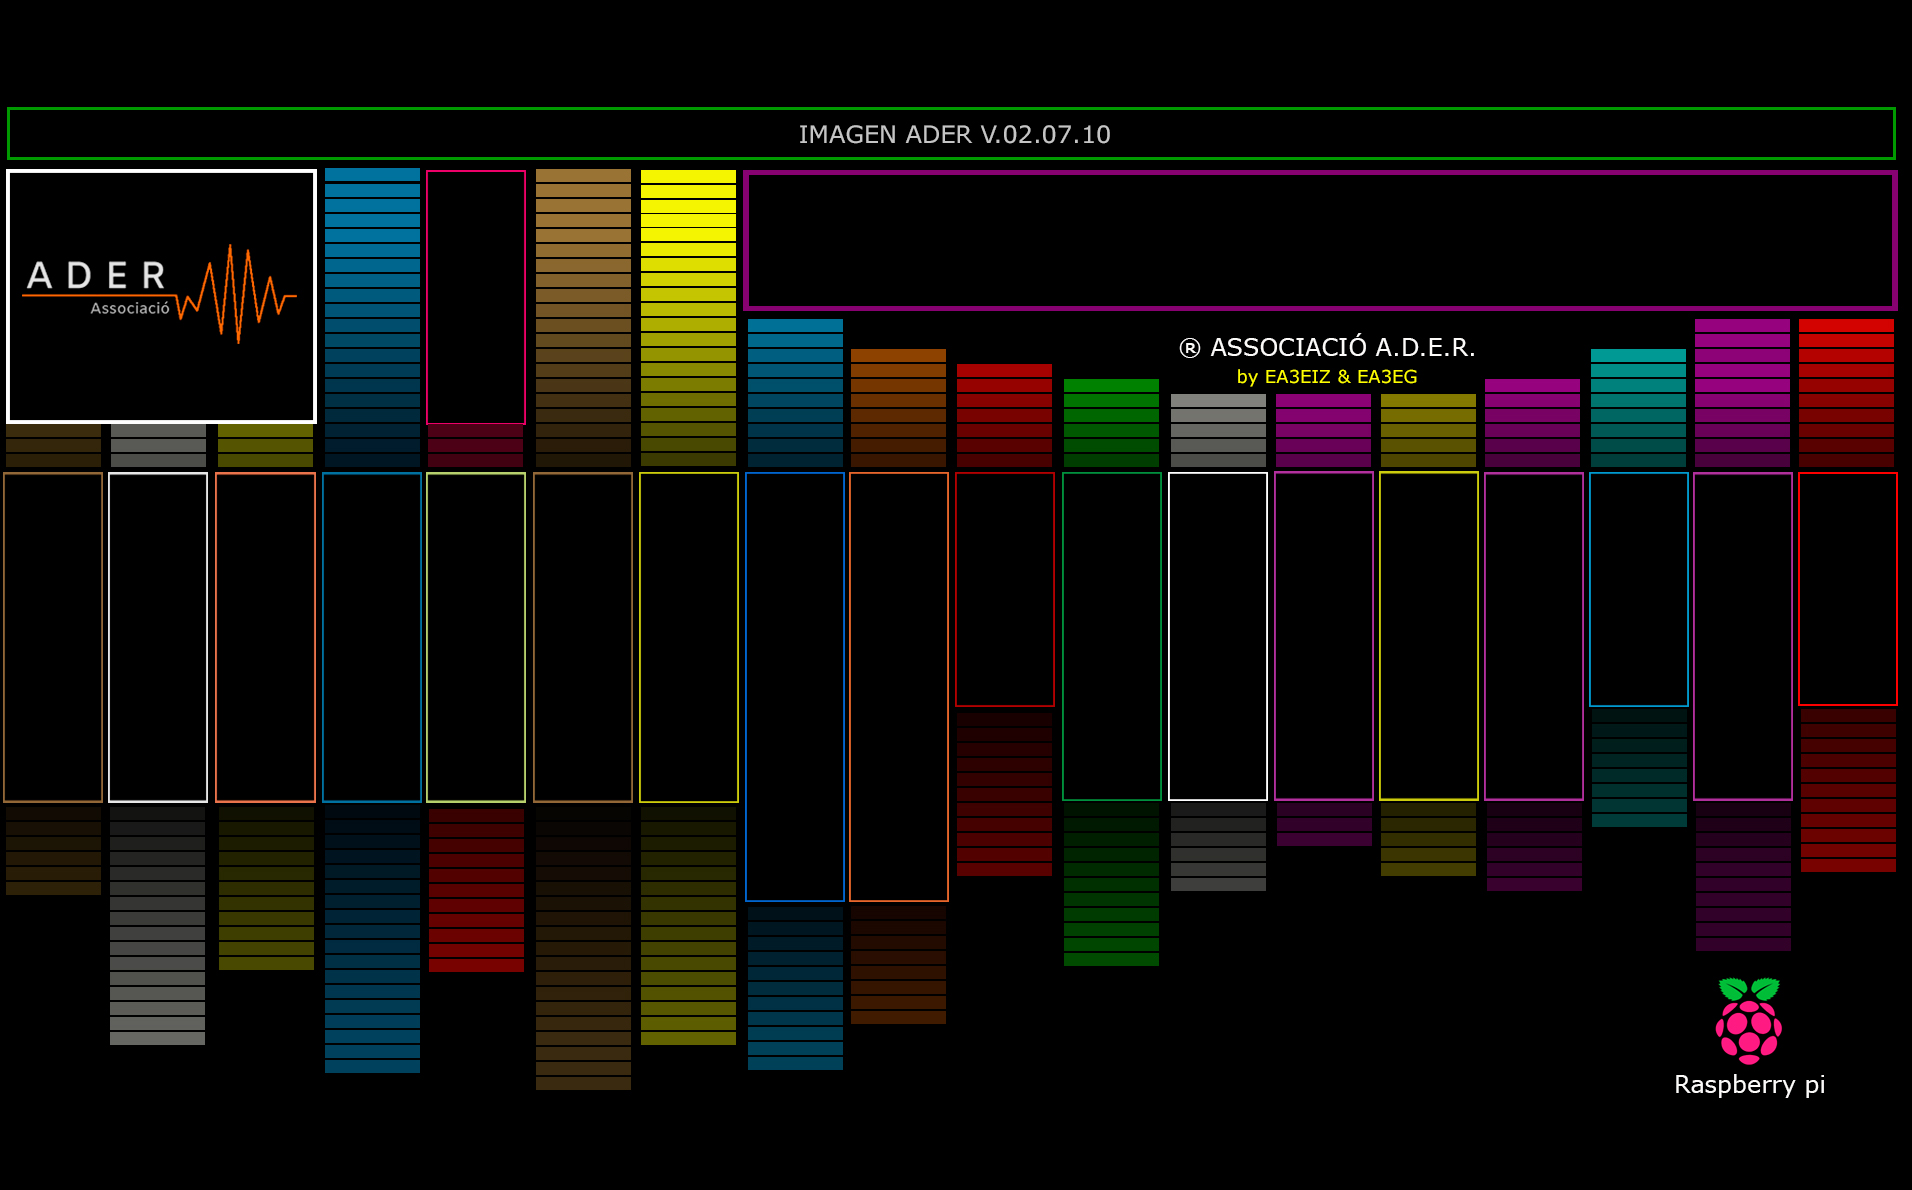 IMAGEN ADER V.02.07.10
ADER
Associació
® ASSOCIACIÓ A.D.E.R.
by EA3EIZ & EA3EG
Raspberry pi